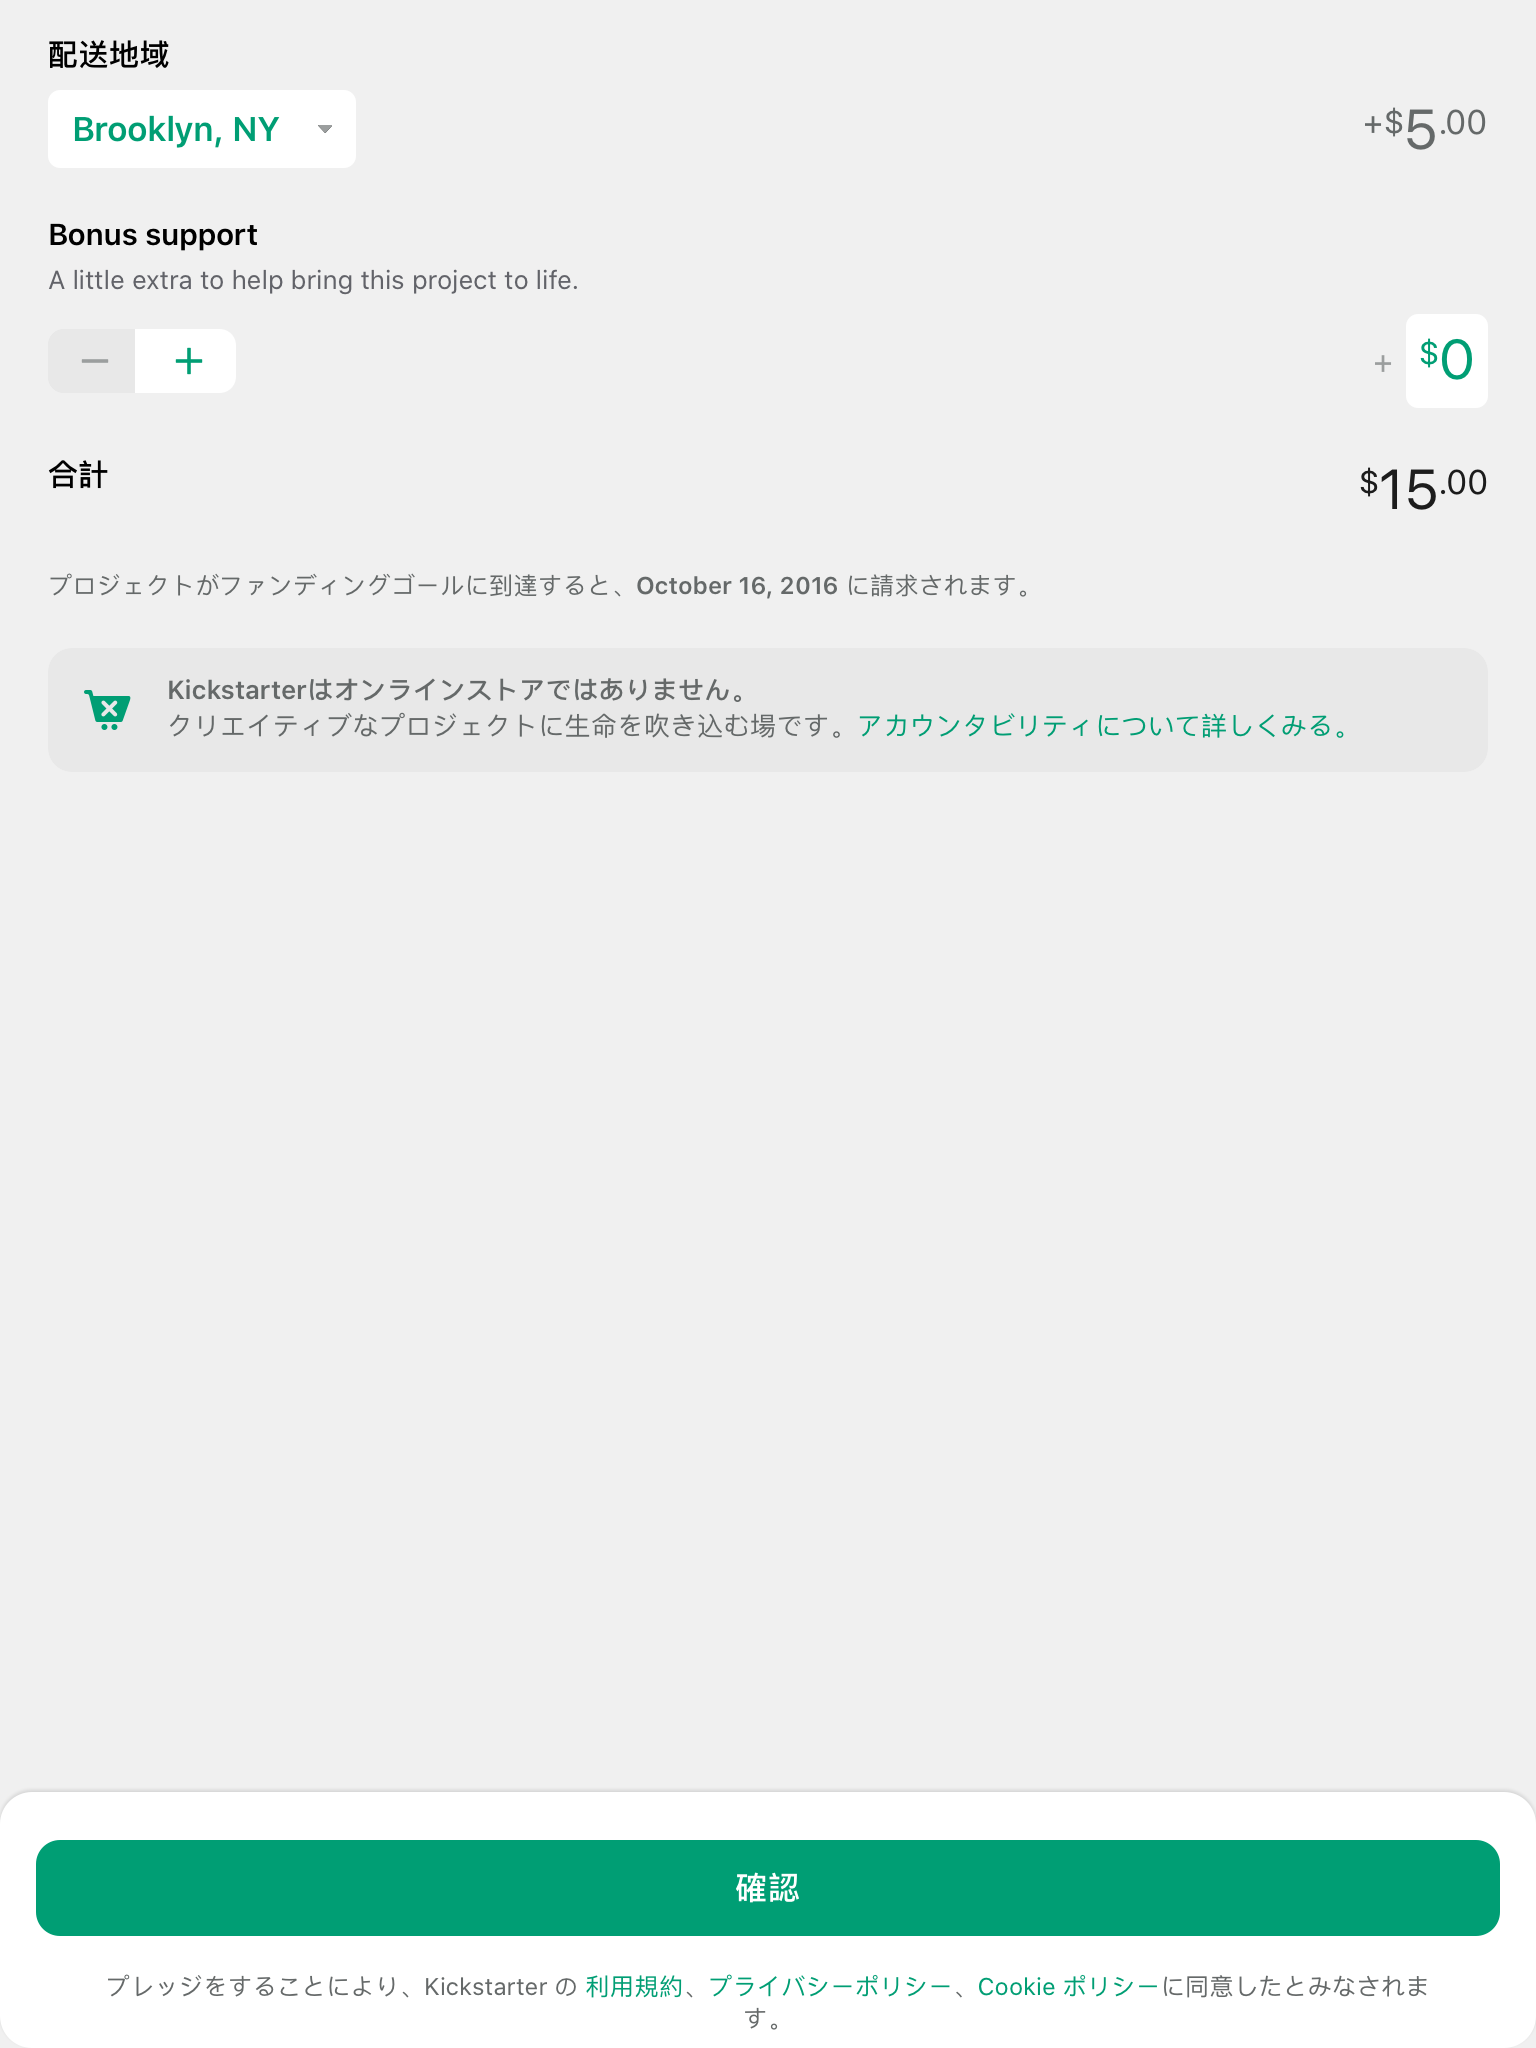 配送地域
Brooklyn, NY
+$5.00
Bonus support
A little extra to help bring this project to life.
+ $0
合計
$15.00
プロジェクトがファンディングゴールに到達すると、October 16, 2016 に請求されます。
Kickstarterはオンラインストアではありません。
クリエイティブなプロジェクトに生命を吹き込む場です。アカウンタビリティについて詳しくみる。
確認
プレッジをすることにより、Kickstarter の 利用規約、プライバシーポリシー、Cookie ポリシーに同意したとみなされま
す。